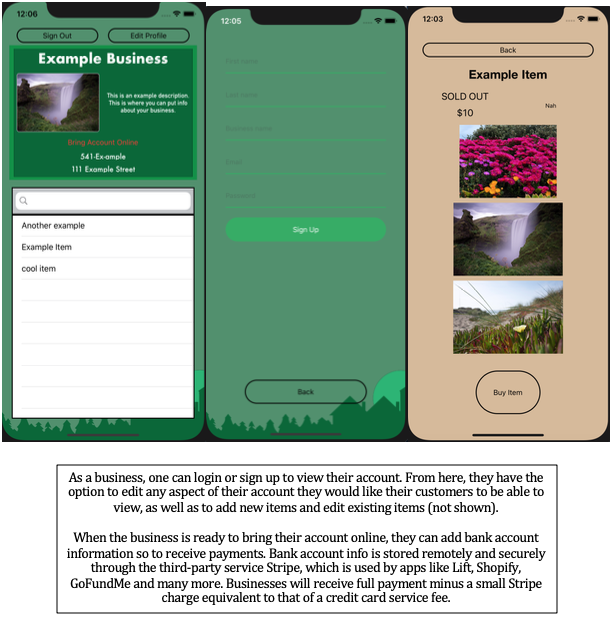 12:06
Sign Out
Edit Profile
Example Business
This is an example description.
This is where you can put info
about your business.
Bring Account Online
541-Ex-ample
111 Example Street
Another example
Example Item
cool item
12:05
First name
Last name
Business name
Email
Password
Sign Up
Back
12:03
Back
Example Item
SOLD OUT
Nah
$10
Buy Item
As a business, one can login or sign up to view their account. From here, they have the
option to edit any aspect of their account they would like their customers to be able to
view, as well as to add new items and edit existing items (not shown).
When the business is ready to bring their account online, they can add bank account
information so to receive payments. Bank account info is stored remotely and securely
through the third-party service Stripe, which is used by apps like Lift, Shopify,
GoFundMe and many more. Businesses will receive full payment minus a small Stripe
charge equivalent to that of a credit card service fee.